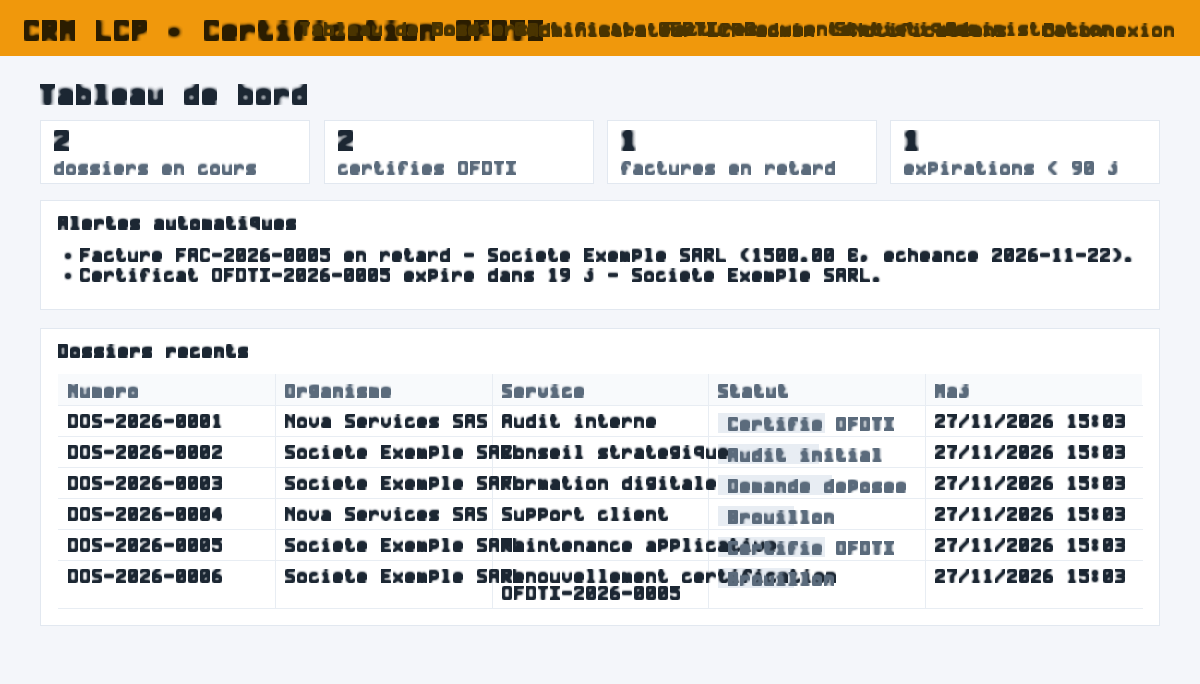 CRM LCP • Certification OFDTI
Tableau de bord
2
dossiers en cours
2
certifies OFDTI
1
factures en retard
1
expirations < 90 j
Alertes automatiques
• Facture FAC-2026-0005 en retard - Societe Exemple SARL (1500.00 E, echeance 2026-11-22).
• Certificat OFDTI-2026-0005 expire dans 19 j - Societe Exemple SARL.
Dossiers recents
Numero Organisme Service Statut Maj
DOS-2026-0001 Nova Services SAS Audit interne Certifie OFDTI 27/11/2026 15:03
DOS-2026-0002 Societe Exemple SARL Conseil strategique Audit initial 27/11/2026 15:03
DOS-2026-0003 Societe Exemple SARL Formation digitale Demande deposee 27/11/2026 15:03
DOS-2026-0004 Nova Services SAS Support client Brouillon 27/11/2026 15:03
DOS-2026-0005 Societe Exemple SARL Maintenance applicative Certifie OFDTI 27/11/2026 15:03
DOS-2026-0006 Societe Exemple SARL Renouvellement certification Brouillon 27/11/2026 15:03
OFDTI-2026-0005